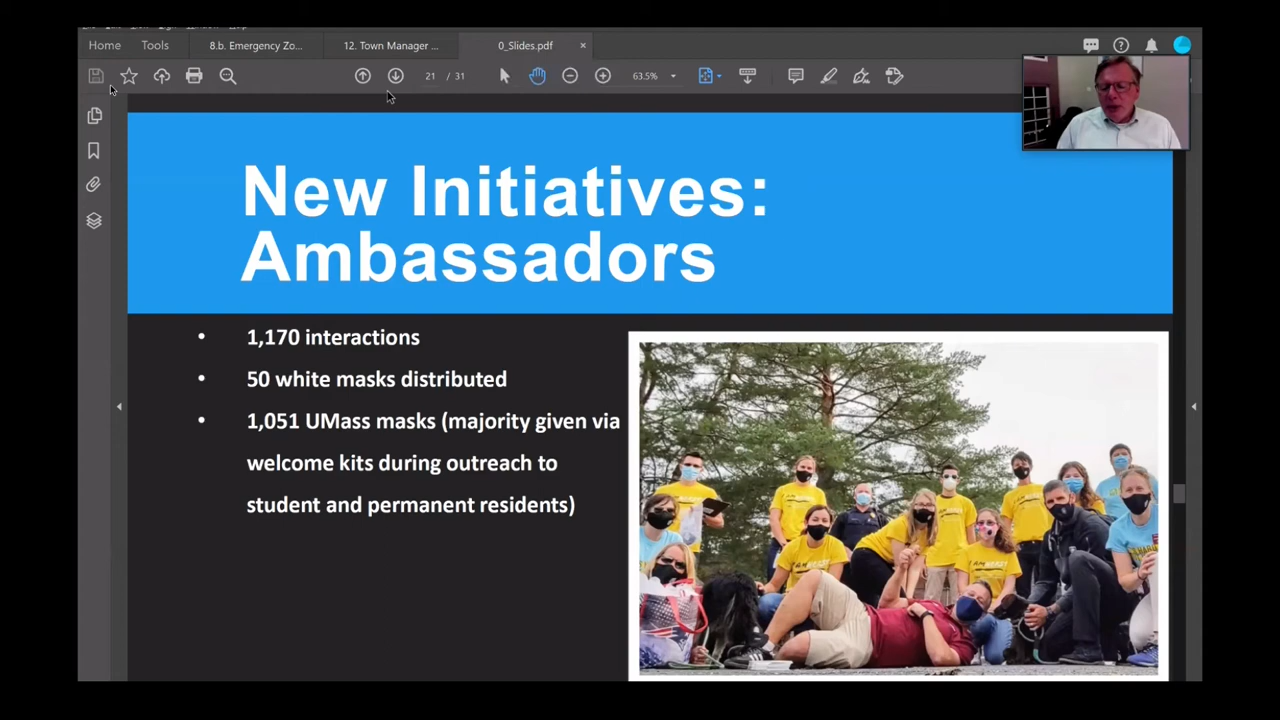 Home Tools 8.b. Emergency Zo... 12. Town Manager ... 0_Slides.pdf ×
21 / 31 63.5%
New Initiatives:
Ambassadors
• 1,170 interactions
• 50 white masks distributed
• 1,051 UMass masks (majority given via
welcome kits during outreach to
student and permanent residents)